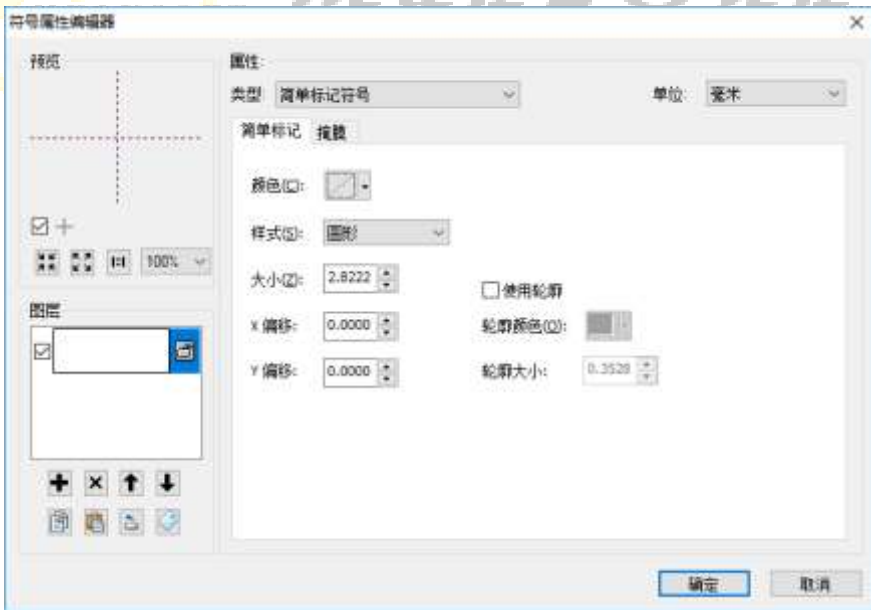 符号属性编辑器
预览
属性:
类型 简单标记符号
单位: 毫米
简单标记 掩膜
颜色(C):
样式(S): 圆形
大小(Z): 2.8222
使用轮廓
X 偏移: 0.0000
轮廓颜色(O):
Y 偏移: 0.0000
轮廓大小: 0.3528
1:1 100%
图层
确定 取消